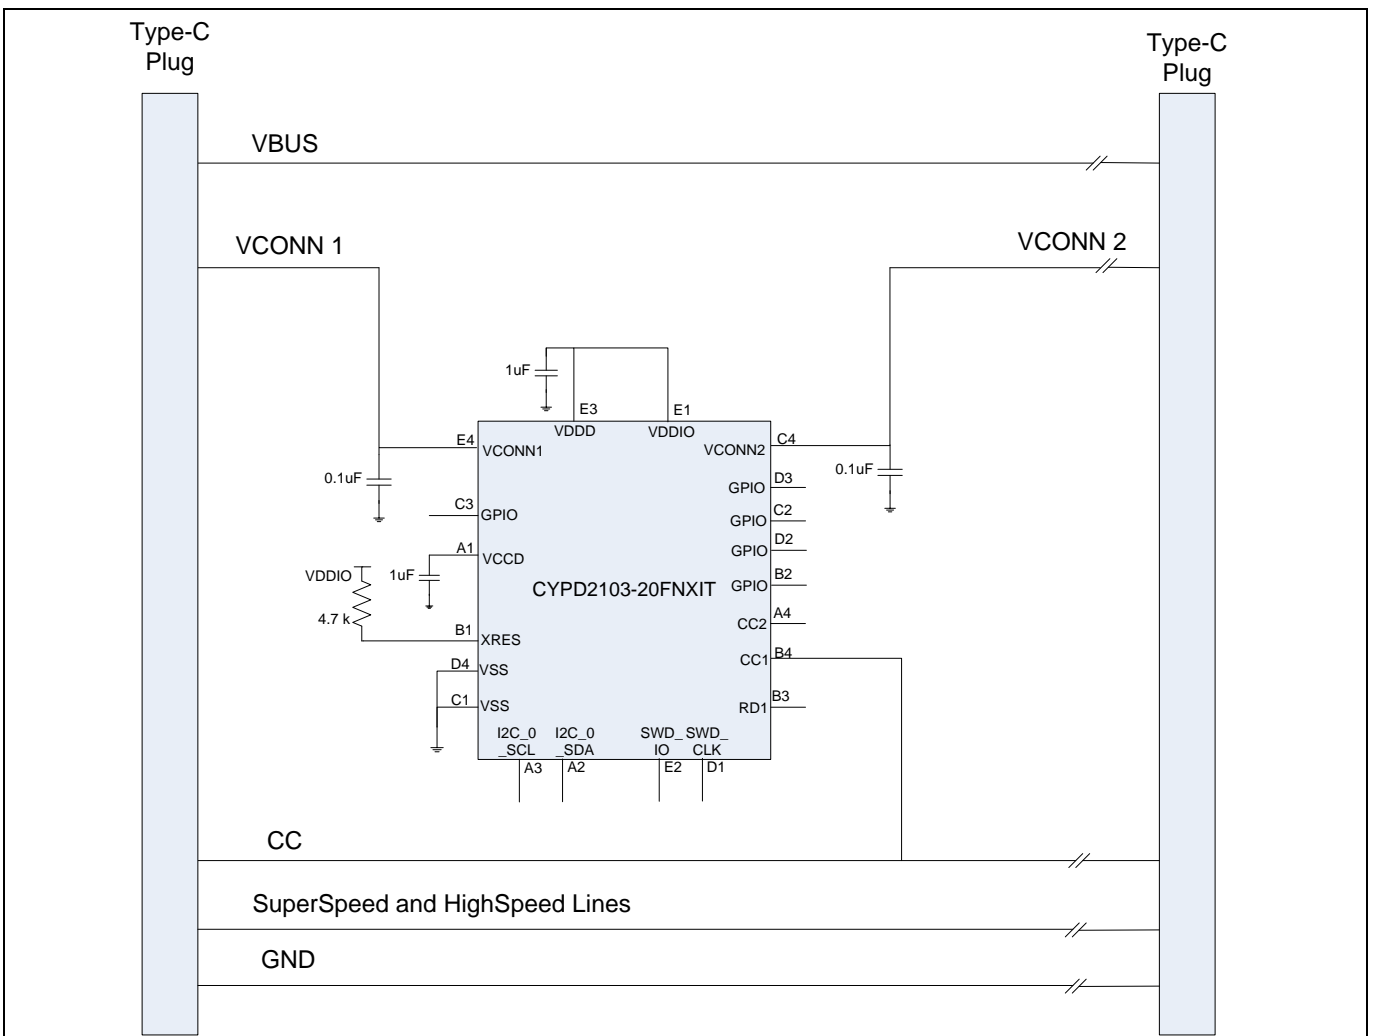 Type-C
Plug
Type-C
Plug
VBUS
VCONN 1
VCONN 2
1uF
E3
E1
VDDD
VDDIO
E4
VCONN1
VCONN2
C4
0.1uF
0.1uF
GPIO
D3
C3
GPIO
GPIO
C2
A1
VCCD
GPIO
D2
VDDIO
1uF
CYPD2103-20FNXIT
GPIO
B2
4.7 k
CC2
A4
B1
XRES
D4
VSS
CC1
B4
C1
VSS
RD1
B3
I2C_0
_SCL
I2C_0
_SDA
SWD_
IO
SWD_
CLK
A3
A2
E2
D1
CC
SuperSpeed and HighSpeed Lines
GND